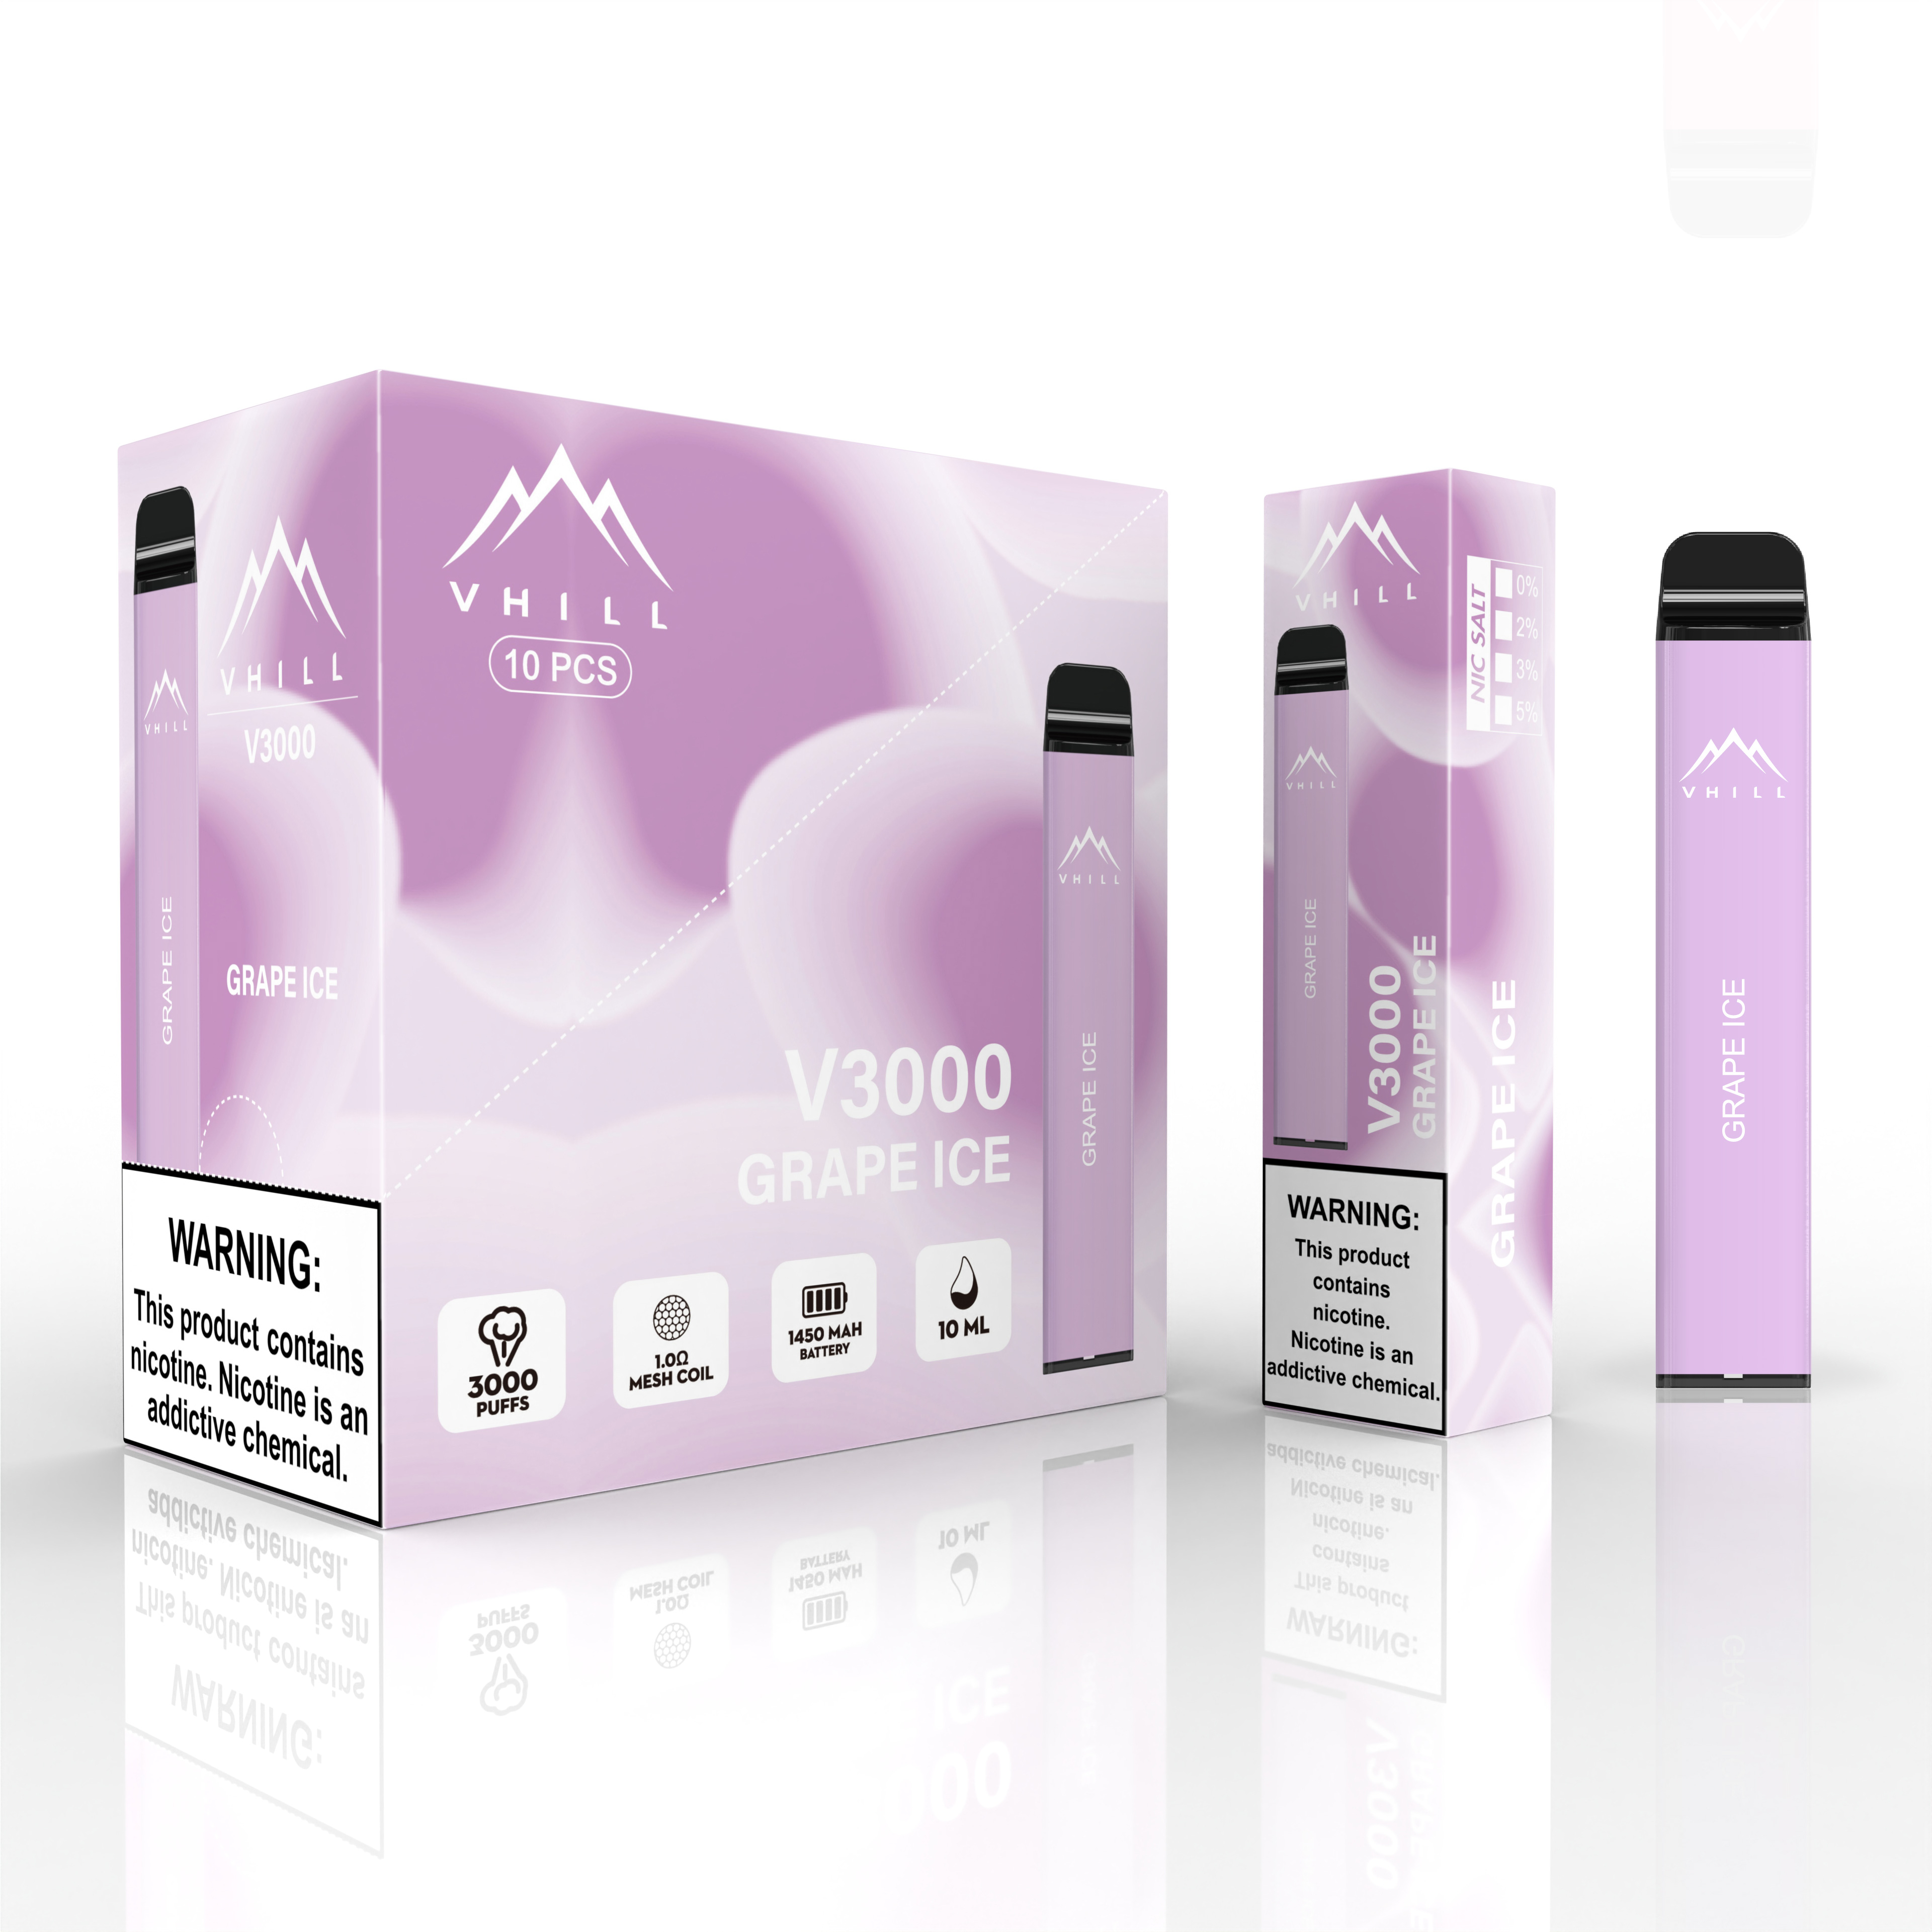 VHILL
GRAPE ICE
VHILL
V3000
GRAPE ICE
WARNING:
This product contains
nicotine. Nicotine is an
addictive chemical.
VHILL
10 PCS
V3000
GRAPE ICE
3000
PUFFS
1.0Ω
MESH COIL
1450 MAH
BATTERY
10 ML
VHILL
GRAPE ICE
VHILL
VHILL
GRAPE ICE
V3000
GRAPE ICE
WARNING:
This product
contains
nicotine.
Nicotine is an
addictive chemical.
NIC SALT
0%
2%
3%
5%
GRAPE ICE
VHILL
GRAPE ICE